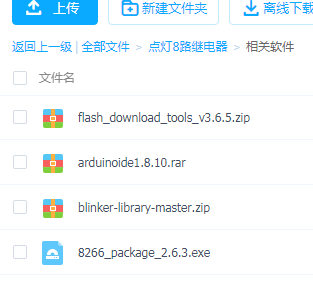 上传 新建文件夹 离线下载
返回上一级 | 全部文件 > 点灯8路继电器 > 相关软件
文件名
flash_download_tools_v3.6.5.zip
arduinoide1.8.10.rar
blinker-library-master.zip
8266_package_2.6.3.exe